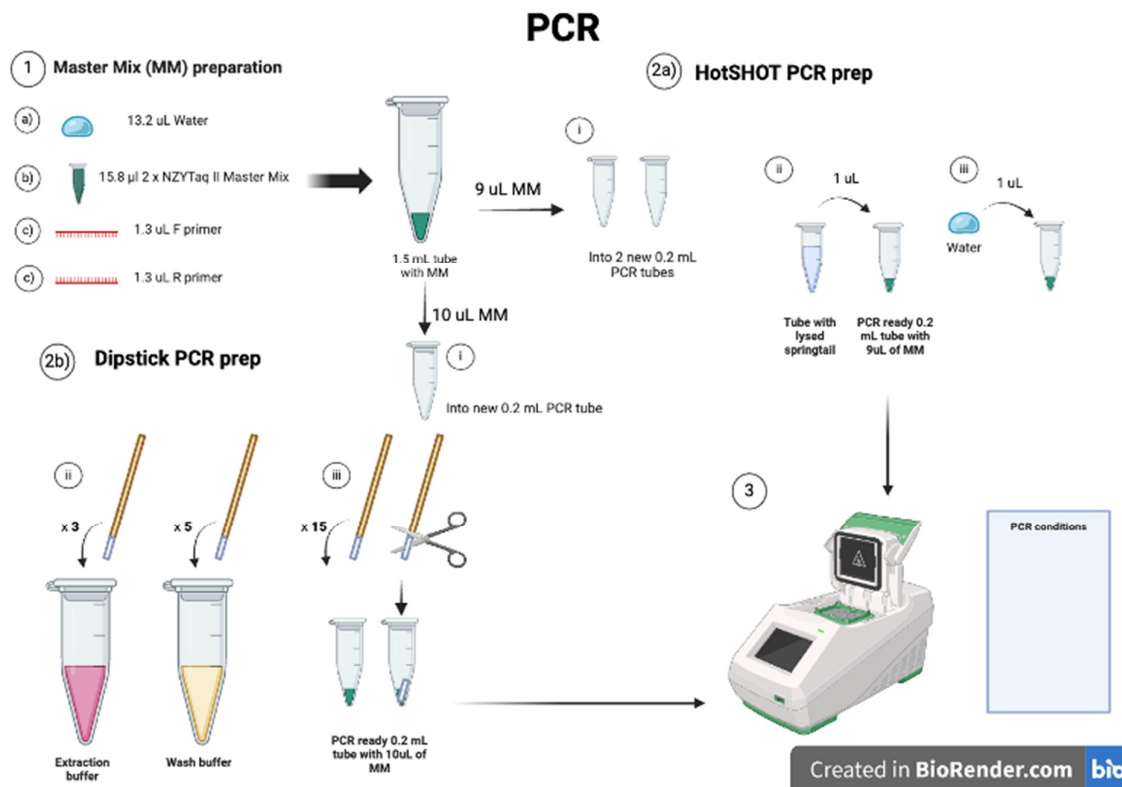 PCR
1 Master Mix (MM) preparation
a) 13.2 uL Water
b) 15.8 µl 2 x NZYTaq II Master Mix
c) 1.3 uL F primer
c) 1.3 uL R primer
1.5 mL tube
with MM
9 uL MM
10 uL MM
2a) HotSHOT PCR prep
i
Into 2 new 0.2 mL
PCR tubes
ii
1 uL
Tube with
lysed
springtail
PCR ready 0.2
mL tube with
9uL of MM
iii
1 uL
Water
2b) Dipstick PCR prep
i
Into new 0.2 mL PCR tube
ii
x 3
x 5
Extraction
buffer
Wash buffer
iii
x 15
PCR ready 0.2 mL
tube with 10uL of
MM
3
PCR conditions
Created in BioRender.com bio